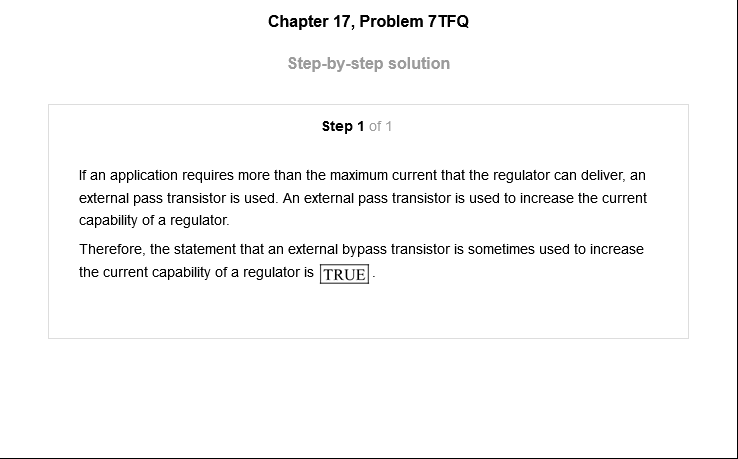 Chapter 17, Problem 7TFQ
Step-by-step solution
Step 1 of 1
If an application requires more than the maximum current that the regulator can deliver, an
external pass transistor is used. An external pass transistor is used to increase the current
capability of a regulator.
Therefore, the statement that an external bypass transistor is sometimes used to increase
the current capability of a regulator is TRUE.